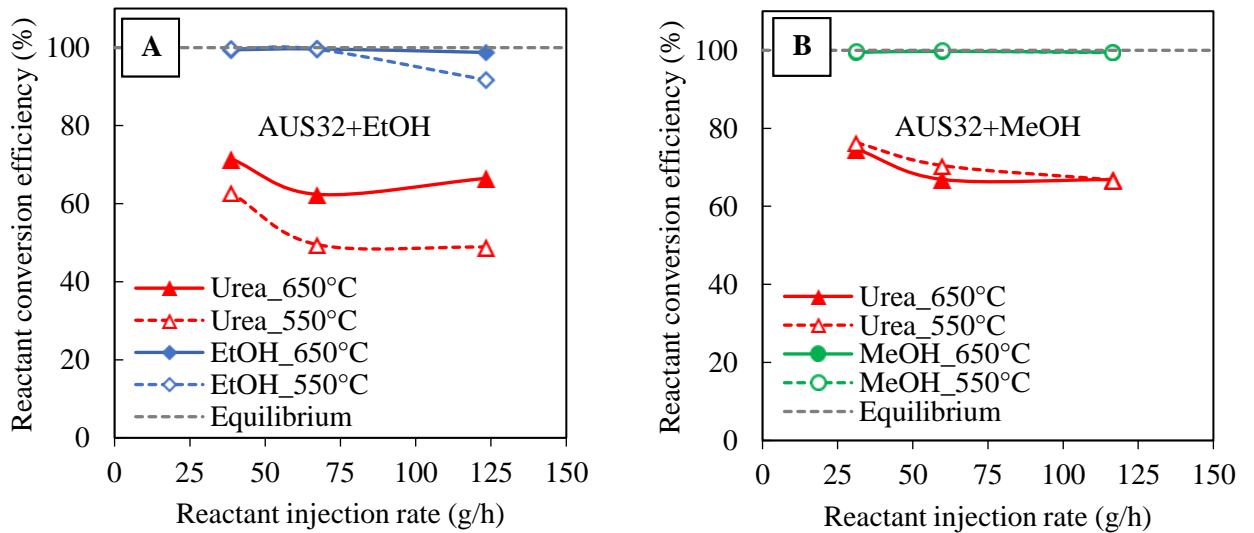 A
Reactant conversion efficiency (%)
100
80
60
40
20
0
AUS32+EtOH
Urea_650°C
Urea_550°C
EtOH_650°C
EtOH_550°C
Equilibrium
0 25 50 75 100 125 150
Reactant injection rate (g/h)
B
Reactant conversion efficiency (%)
100
80
60
40
20
0
AUS32+MeOH
Urea_650°C
Urea_550°C
MeOH_650°C
MeOH_550°C
Equilibrium
0 25 50 75 100 125 150
Reactant injection rate (g/h)